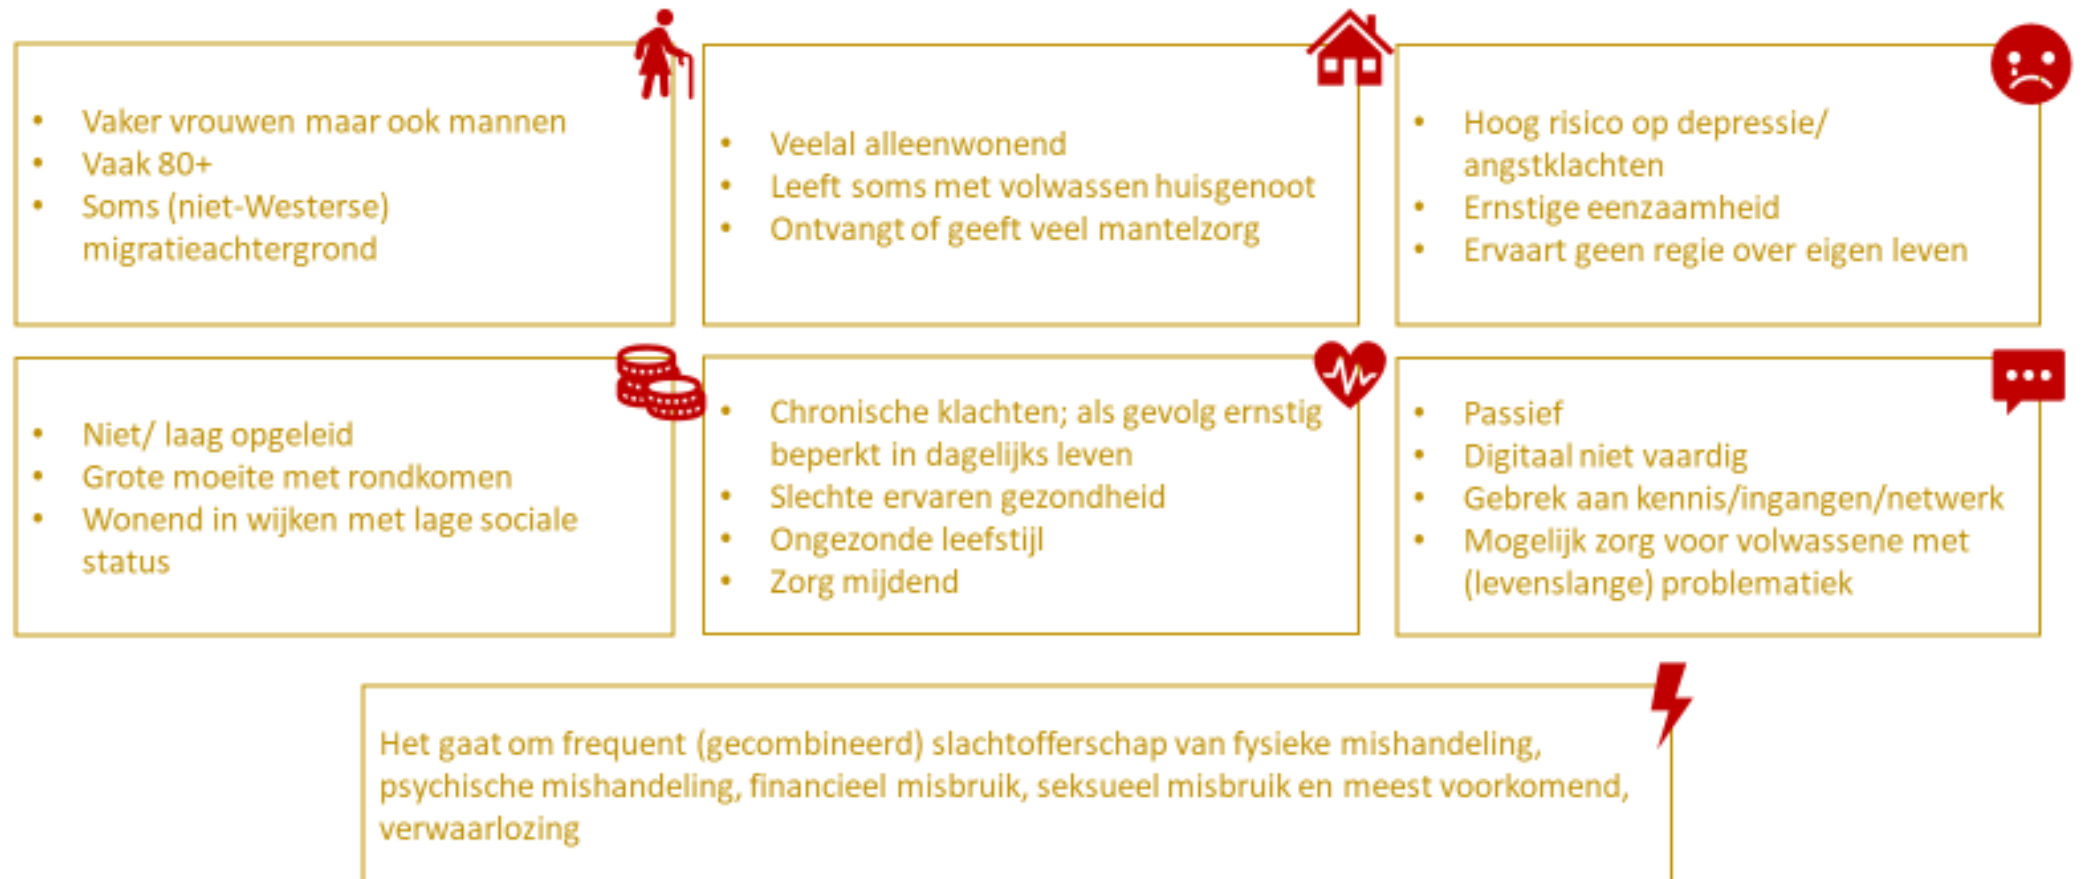 • Vaker vrouwen maar ook mannen
• Vaak 80+
• Soms (niet-Westerse)
migratieachtergrond
• Veelal alleenwonend
• Leeft soms met volwassen huisgenoot
• Ontvangt of geeft veel mantelzorg
• Hoog risico op depressie/
angstklachten
• Ernstige eenzaamheid
• Ervaart geen regie over eigen leven
• Niet/ laag opgeleid
• Grote moeite met rondkomen
• Wonend in wijken met lage sociale
status
• Chronische klachten; als gevolg ernstig
beperkt in dagelijks leven
• Slechte ervaren gezondheid
• Ongezonde leefstijl
• Zorg mijdend
• Passief
• Digitaal niet vaardig
• Gebrek aan kennis/ingangen/netwerk
• Mogelijk zorg voor volwassene met
(levenslange) problematiek
Het gaat om frequent (gecombineerd) slachtofferschap van fysieke mishandeling,
psychische mishandeling, financieel misbruik, seksueel misbruik en meest voorkomend,
verwaarlozing